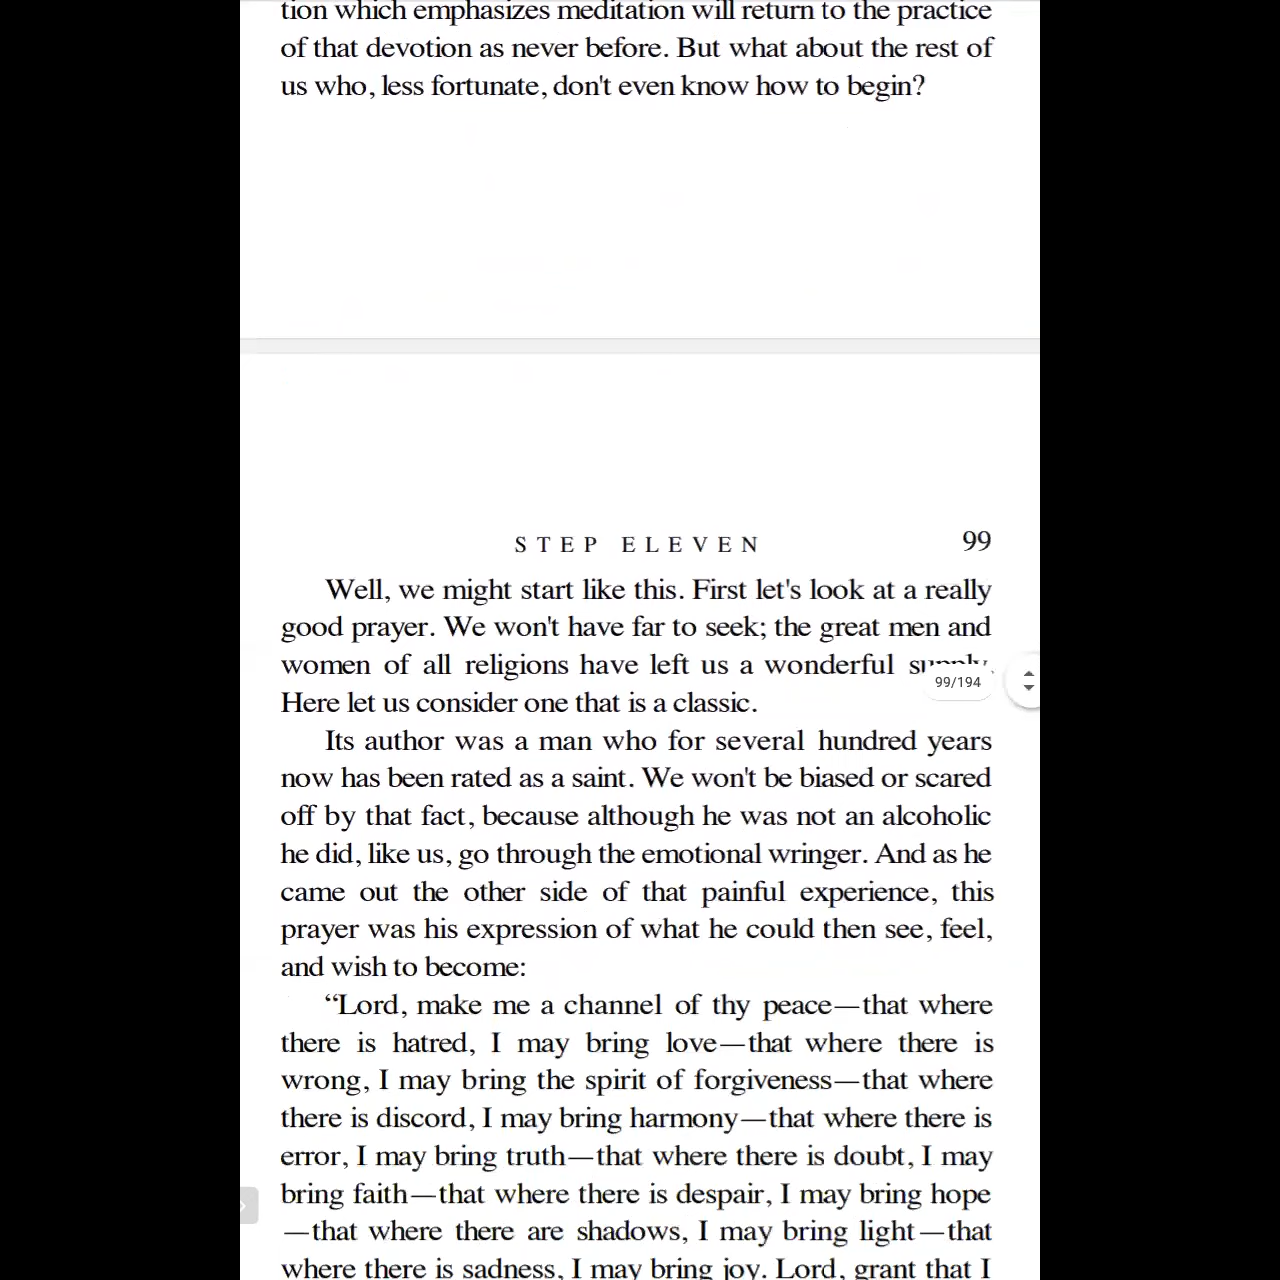 tion which emphasizes meditation will return to the practice
of that devotion as never before. But what about the rest of
us who, less fortunate, don't even know how to begin?
STEP ELEVEN 99
Well, we might start like this. First let's look at a really
good prayer. We won't have far to seek; the great men and
women of all religions have left us a wonderful supply.
99/194
Here let us consider one that is a classic.
Its author was a man who for several hundred years
now has been rated as a saint. We won't be biased or scared
off by that fact, because although he was not an alcoholic
he did, like us, go through the emotional wringer. And as he
came out the other side of that painful experience, this
prayer was his expression of what he could then see, feel,
and wish to become:
“Lord, make me a channel of thy peace—that where
there is hatred, I may bring love—that where there is
wrong, I may bring the spirit of forgiveness—that where
there is discord, I may bring harmony—that where there is
error, I may bring truth—that where there is doubt, I may
bring faith—that where there is despair, I may bring hope
—that where there are shadows, I may bring light—that
where there is sadness, I may bring joy. Lord, grant that I